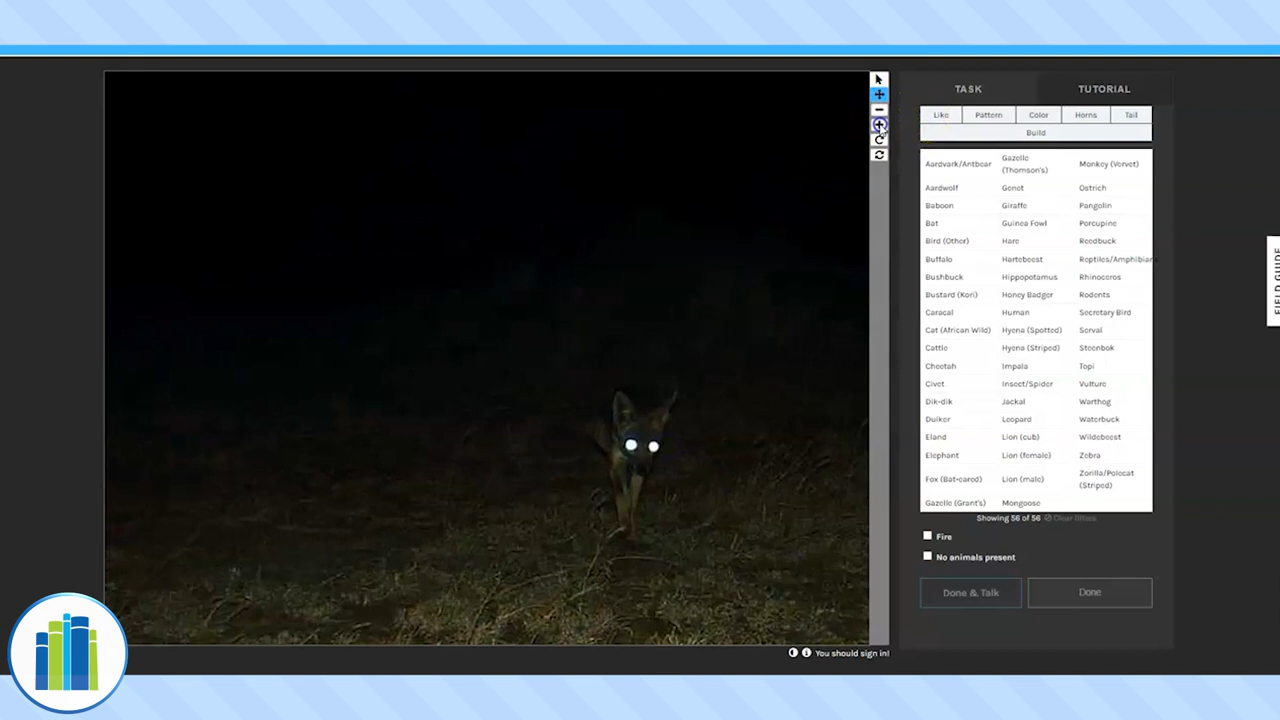 TASK TUTORIAL
Like Pattern Color Horns Tail
Build
Aardvark/Antbear
Aardwolf
Baboon
Bat
Bird (Other)
Buffalo
Bushbuck
Bustard (Kori)
Caracal
Cat (African Wild)
Cattle
Cheetah
Civet
Dik-dik
Duiker
Eland
Elephant
Fox (Bat-eared)
Gazelle (Grant's)
Gazelle
(Thomson's)
Genet
Giraffe
Guinea Fowl
Hare
Hartebeest
Hippopotamus
Honey Badger
Human
Hyena (Spotted)
Hyena (Striped)
Impala
Insect/Spider
Jackal
Leopard
Lion (cub)
Lion (female)
Lion (male)
Mongoose
Monkey (Vervet)
Ostrich
Pangolin
Porcupine
Reedbuck
Reptiles/Amphibians
Rhinoceros
Rodents
Secretary Bird
Serval
Steenbok
Topi
Vulture
Warthog
Waterbuck
Wildebeest
Zebra
Zorilla/Polecat
(Striped)
Showing 56 of 56 Clear filters
Fire
No animals present
Done & Talk Done
You should sign in!
FIELD GUIDE